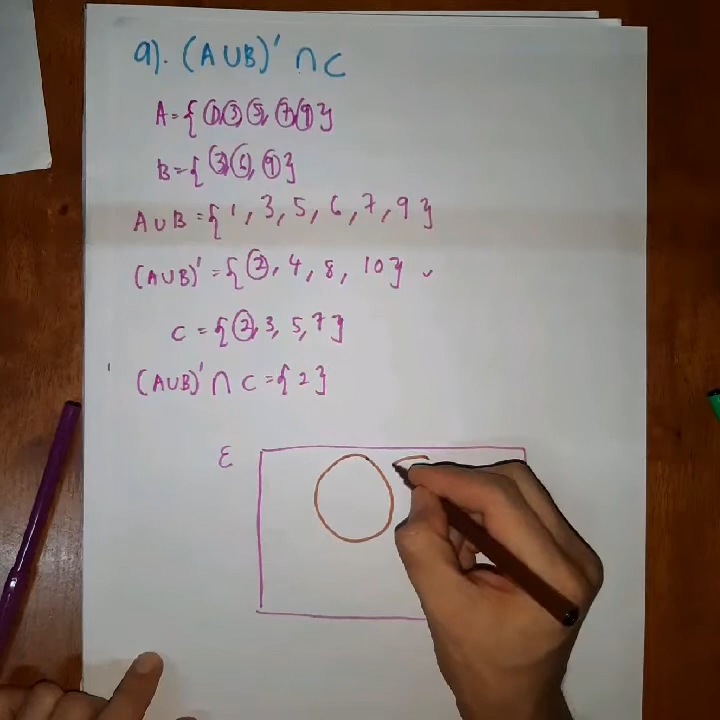 a). (A∪B)' ∩ C
A={1,3,5,7,9}
B={3,6,9}
A∪B={1,3,5,6,7,9}
(A∪B)'={2,4,8,10}
C={2,3,5,7}
(A∪B)' ∩ C={2}
ε